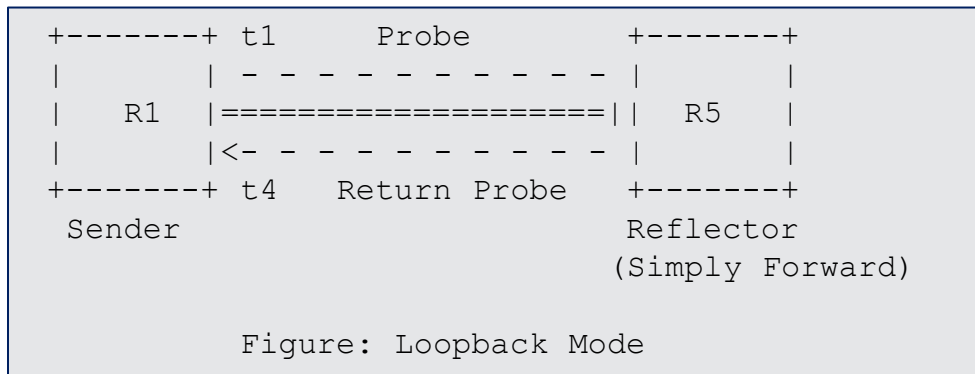 +-------+ t1     Probe            +-------+
|       | - - - - - - - - - - |       |
|   R1  |====================||  R5   |
|       |<- - - - - - - - - - |       |
+-------+ t4   Return Probe   +-------+
Sender                       Reflector
(Simply Forward)
Figure: Loopback Mode